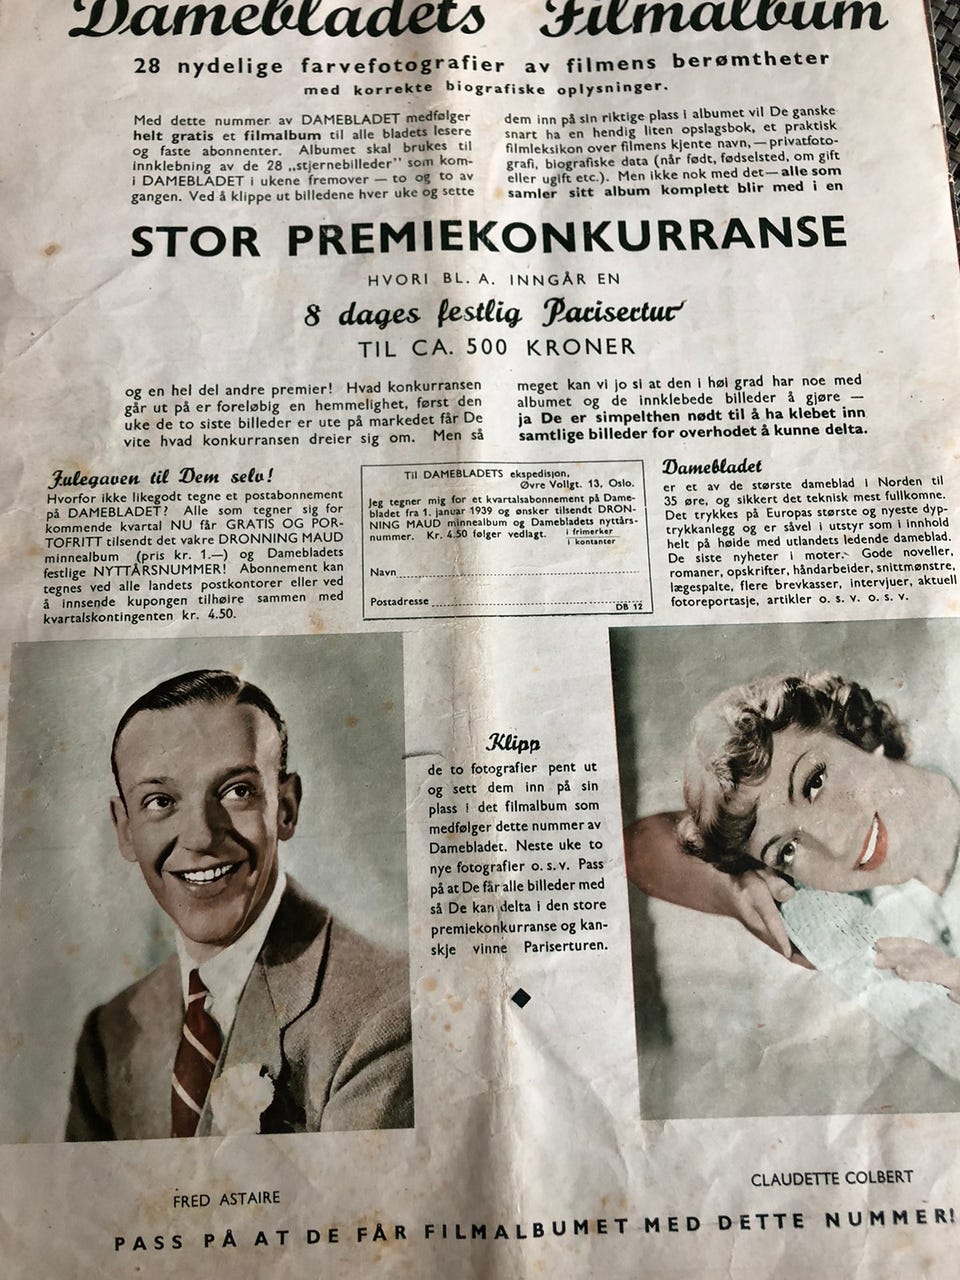 Damebladets Filmalbum
28 nydelige farvefotografier av filmens berømtheter
med korrekte biografiske oplysninger.
Med dette nummer av DAMEBLADET medfølger
helt gratis et filmalbum til alle bladets lesere
og faste abonnenter. Albumet skal brukes til
innklebning av de 28 „stjernebilleder" som kom-
i DAMEBLADET i ukene fremover — to og to av
gangen. Ved å klippe ut billedene hver uke og sette
dem inn på sin riktige plass i albumet vil De ganske
snart ha en hendig liten opslagsbok, et praktisk
filmleksikon over filmens kjente navn, — privatfoto-
grafi, biografiske data (når født, fødselsted, om gift
eller ugift etc.). Men ikke nok med det — alle som
samler sitt album komplett blir med i en
STOR PREMIEKONKURRANSE
HVORI BL. A. INNGÅR EN
8 dages festlig Parisertur
TIL CA. 500 KRONER
og en hel del andre premier! Hvad konkurransen
går ut på er foreløbig en hemmelighet, først den
uke de to siste billeder er ute på markedet får De
vite hvad konkurransen dreier sig om. Men så
meget kan vi jo si at den i høi grad har noe med
albumet og de innklebede billeder å gjøre —
ja De er simpelthen nødt til å ha klebet inn
samtlige billeder for overhodet å kunne delta.
Julegaven til Dem selv!
Hvorfor ikke likegodt tegne et postabonnement
på DAMEBLADET? Alle som tegner sig for
kommende kvartal NU får GRATIS OG POR-
TOFRITT tilsendt det vakre DRONNING MAUD
minnealbum (pris kr. 1.—) og Damebladets
festlige NYTTÅRSNUMMER! Abonnement kan
tegnes ved alle landets postkontorer eller ved
å innsende kupongen tilhøire sammen med
kvartalskontingenten kr. 4.50.
Til DAMEBLADETS ekspedisjon,
Øvre Vollgt. 13, Oslo.
Jeg tegner mig for et kvartalsabonnement på Dame-
bladet fra 1. januar 1939 og ønsker tilsendt DRON-
NING MAUD minnealbum og Damebladets nyttårs-
nummer. Kr. 4.50 følger vedlagt. i frimerker
i kontanter
Navn
Postadresse
DB 12
Damebladet
er et av de største dameblad i Norden til
35 øre, og sikkert det teknisk mest fullkomne.
Det trykkes på Europas største og nyeste dyp-
trykkanlegg og er såvel i utstyr som i innhold
helt på høide med utlandets ledende dameblad.
De siste nyheter i moter. Gode noveller,
romaner, opskrifter, håndarbeider, snittmønstre,
lægespalte, flere brevkasser, intervjuer, aktuell
fotoreportasje, artikler o. s. v. o. s. v.
Klipp
de to fotografier pent ut
og sett dem inn på sin
plass i det filmalbum som
medfølger dette nummer av
Damebladet. Neste uke to
nye fotografier o. s. v. Pass
på at De får alle billeder med
så De kan delta i den store
premiekonkurranse og kan-
skje vinne Pariserturen.
FRED ASTAIRE
CLAUDETTE COLBERT
PASS PÅ AT DE FÅR FILMALBUMET MED DETTE NUMMER!